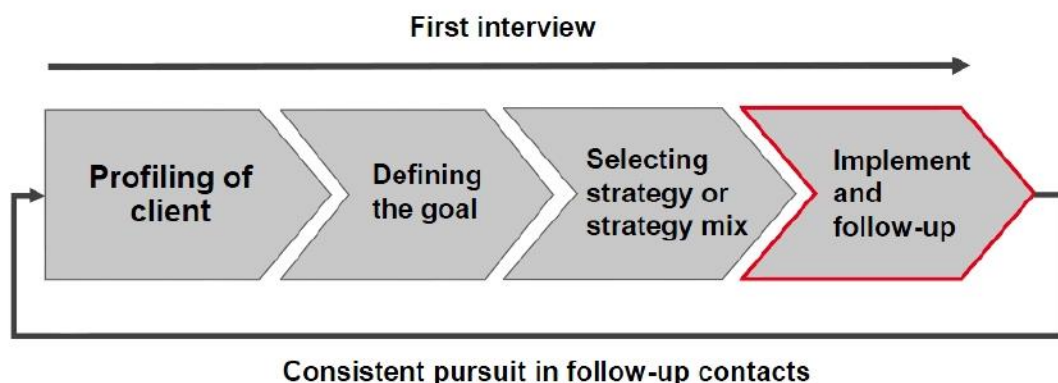 First interview
Profiling of
client
Defining
the goal
Selecting
strategy or
strategy mix
Implement
and
follow-up
Consistent pursuit in follow-up contacts